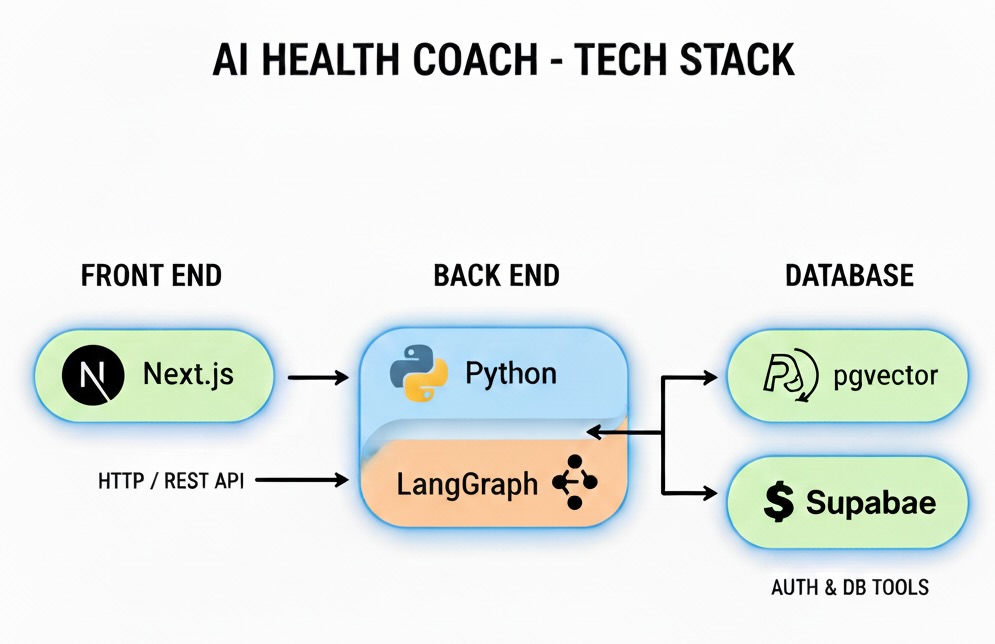 AI HEALTH COACH - TECH STACK
FRONT END
BACK END
DATABASE
Next.js
Python
pgvector
HTTP / REST API
LangGraph
$ Supabae
AUTH & DB TOOLS